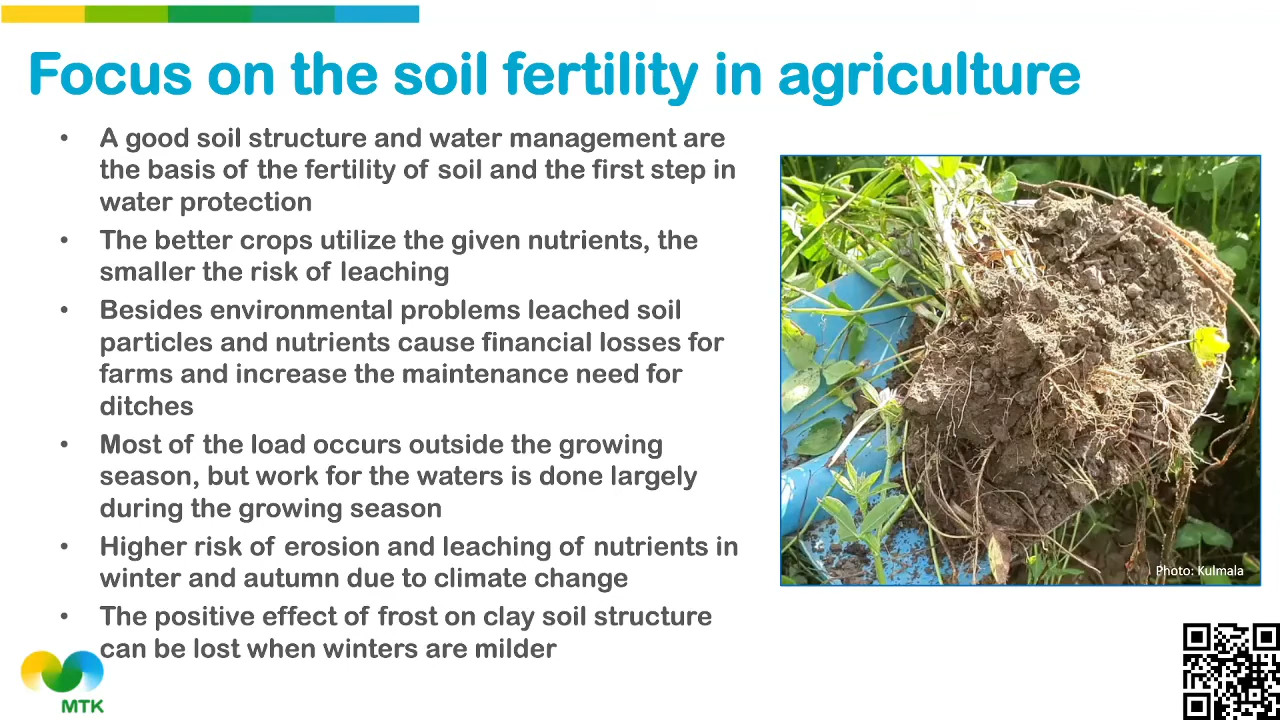 Focus on the soil fertility in agriculture
• A good soil structure and water management are
the basis of the fertility of soil and the first step in
water protection
• The better crops utilize the given nutrients, the
smaller the risk of leaching
• Besides environmental problems leached soil
particles and nutrients cause financial losses for
farms and increase the maintenance need for
ditches
• Most of the load occurs outside the growing
season, but work for the waters is done largely
during the growing season
• Higher risk of erosion and leaching of nutrients in
winter and autumn due to climate change
• The positive effect of frost on clay soil structure
can be lost when winters are milder
Photo: Kulmala
MTK